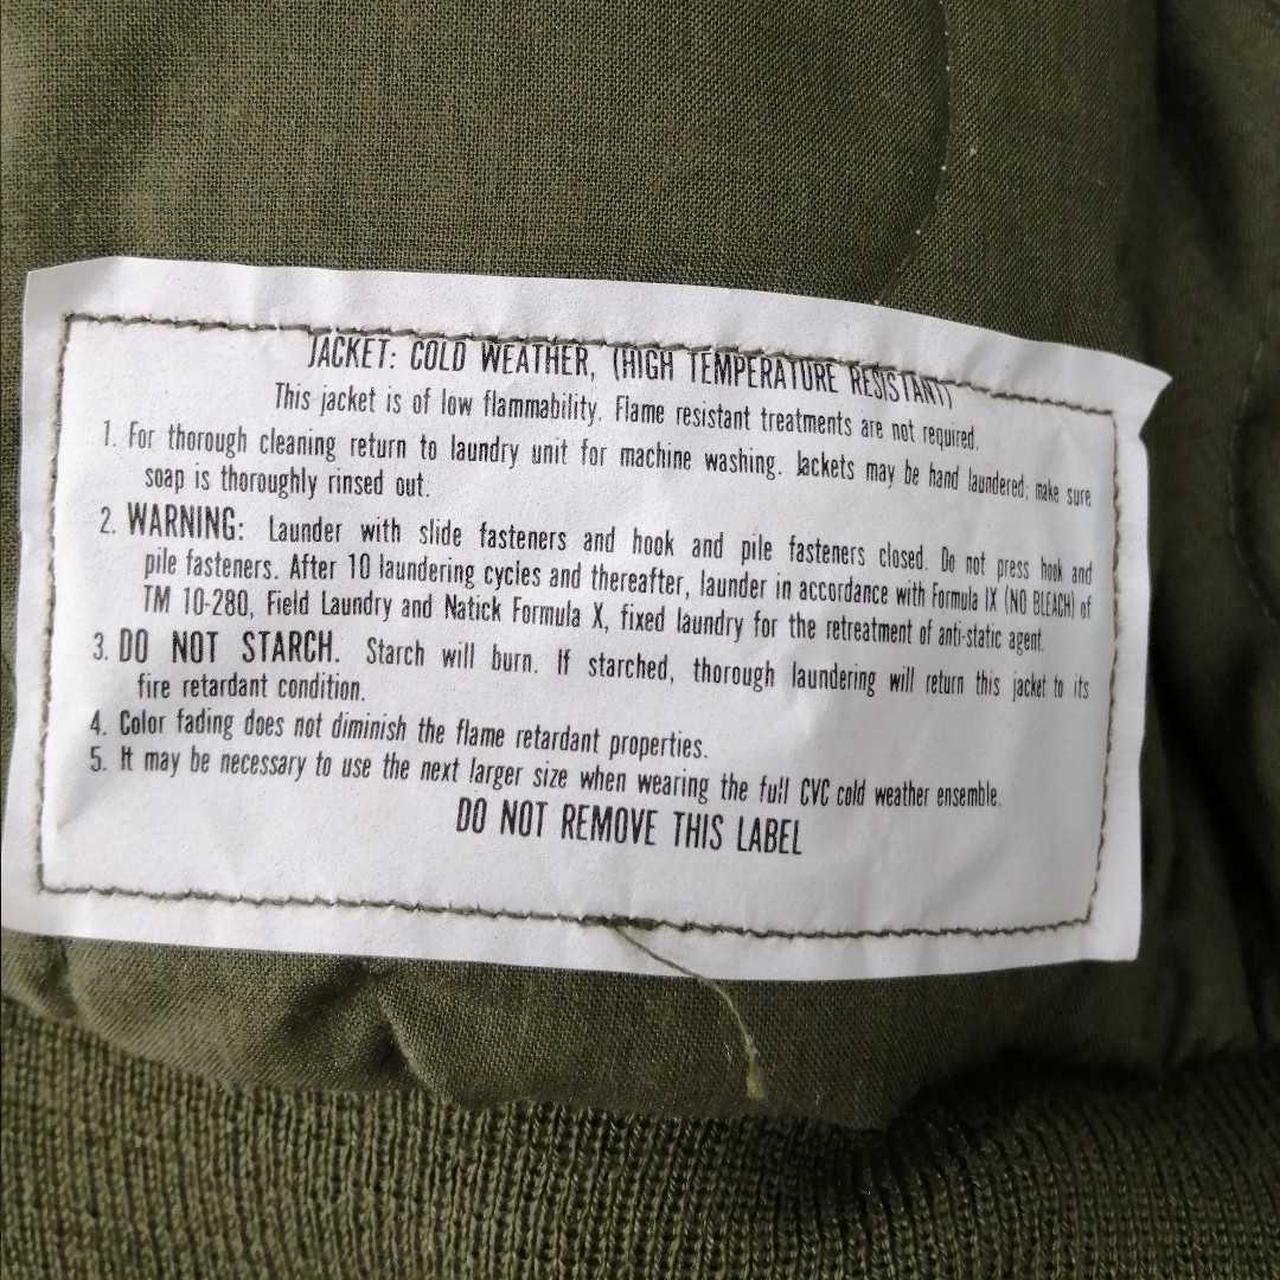 JACKET: COLD WEATHER, (HIGH TEMPERATURE RESISTANT)
This jacket is of low flammability. Flame resistant treatments are not required.
1. For thorough cleaning return to laundry unit for machine washing. Jackets may be hand laundered; make sure
soap is thoroughly rinsed out.
2. WARNING: Launder with slide fasteners and hook and pile fasteners closed. Do not press hook and
pile fasteners. After 10 laundering cycles and thereafter, launder in accordance with Formula IX (NO BLEACH) of
TM 10-280, Field Laundry and Natick Formula X, fixed laundry for the retreatment of anti-static agent.
3. DO NOT STARCH. Starch will burn. If starched, thorough laundering will return this jacket to its
fire retardant condition.
4. Color fading does not diminish the flame retardant properties.
5. It may be necessary to use the next larger size when wearing the full CVC cold weather ensemble.
DO NOT REMOVE THIS LABEL